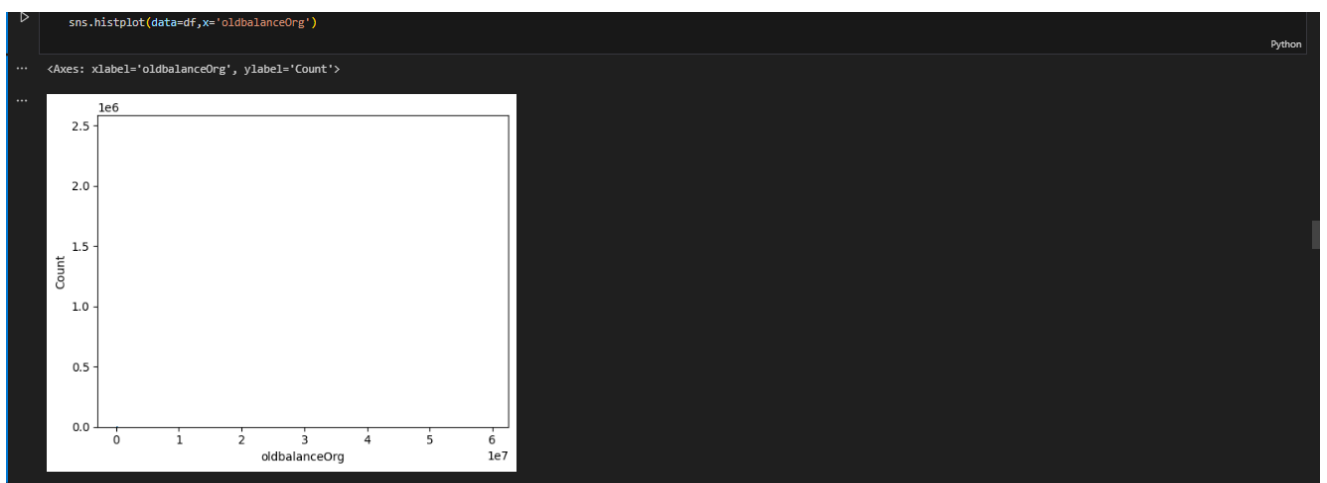 sns.histplot(data=df,x='oldbalanceOrg')
Python
<Axes: xlabel='oldbalanceOrg', ylabel='Count'>
1e6
2.5
2.0
1.5
1.0
0.5
0.0
Count
0 1 2 3 4 5 6
oldbalanceOrg 1e7